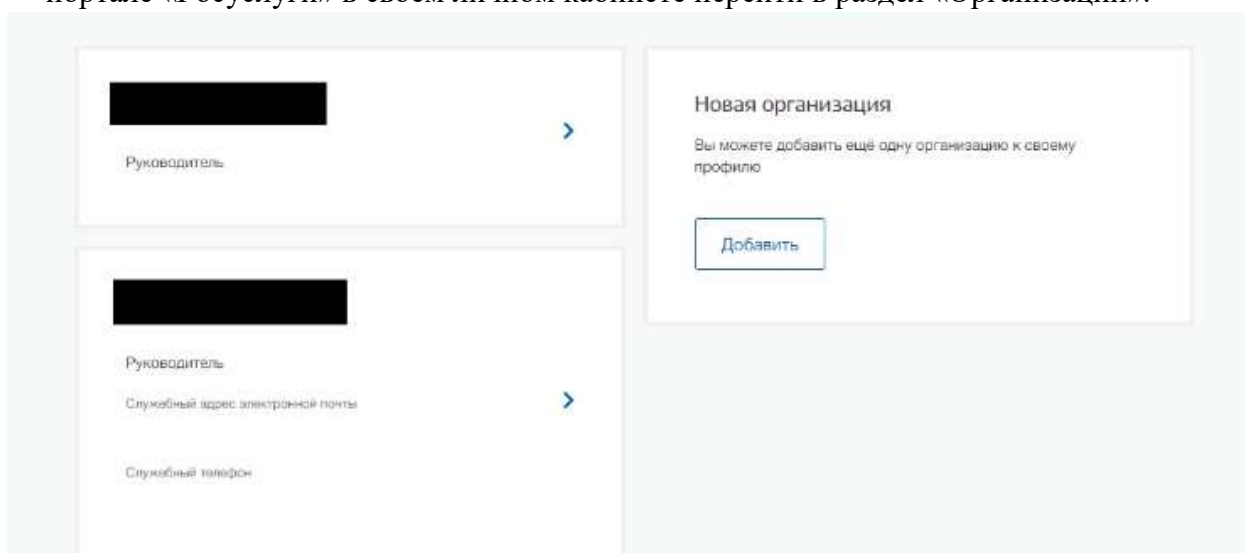 портале «Госуслуги» в своем личном кабинете перейти в раздел «Организации».
Руководитель
Новая организация
Вы можете добавить ещё одну организацию к своему
профилю
Добавить
Руководитель
Служебный адрес электронной почты
Служебный телефон